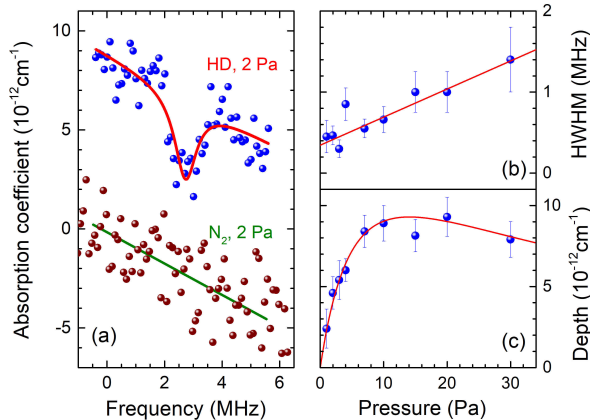 Absorption coefficient (10⁻¹²cm⁻¹)
10
5
0
-5
HD, 2 Pa
N₂, 2 Pa
(a)
0 2 4 6
Frequency (MHz)
2
1
0
HWHM (MHz)
(b)
10
5
0
Depth (10⁻¹²cm⁻¹)
(c)
0 10 20 30
Pressure (Pa)